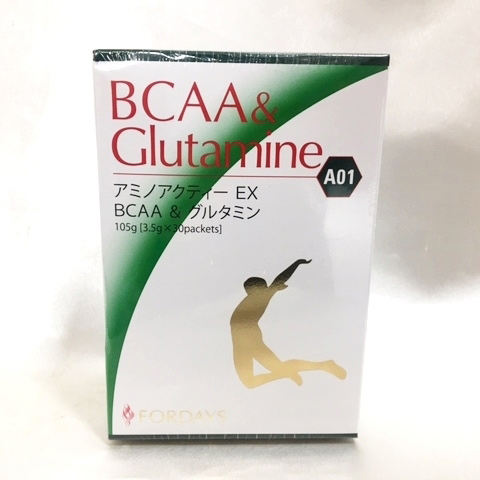 BCAA &
Glutamine
A01
アミノアクティー EX
BCAA & グルタミン
105g [3.5g×30packets]
FORDAYS